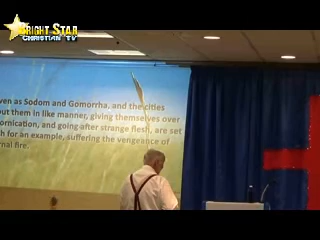 BRIGHT STAR
CHRISTIAN TV
ven as Sodom and Gomorrha, and the cities
out them in like manner, giving themselves over
ornication, and going after strange flesh, are set
h for an example, suffering the vengeance of
rnal fire.